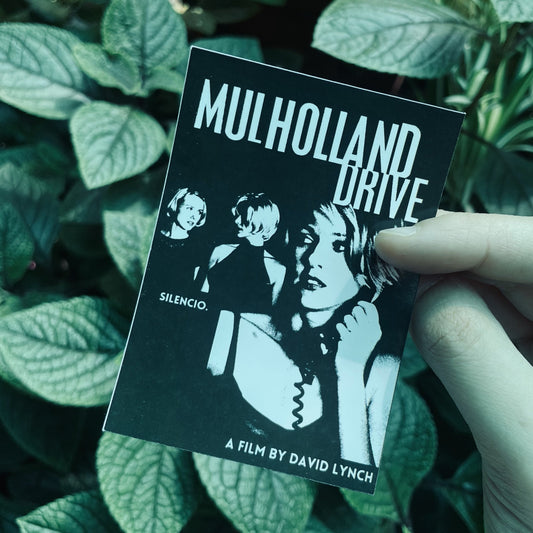 MULHOLLAND
DRIVE
SILENCIO.
A FILM BY DAVID LYNCH